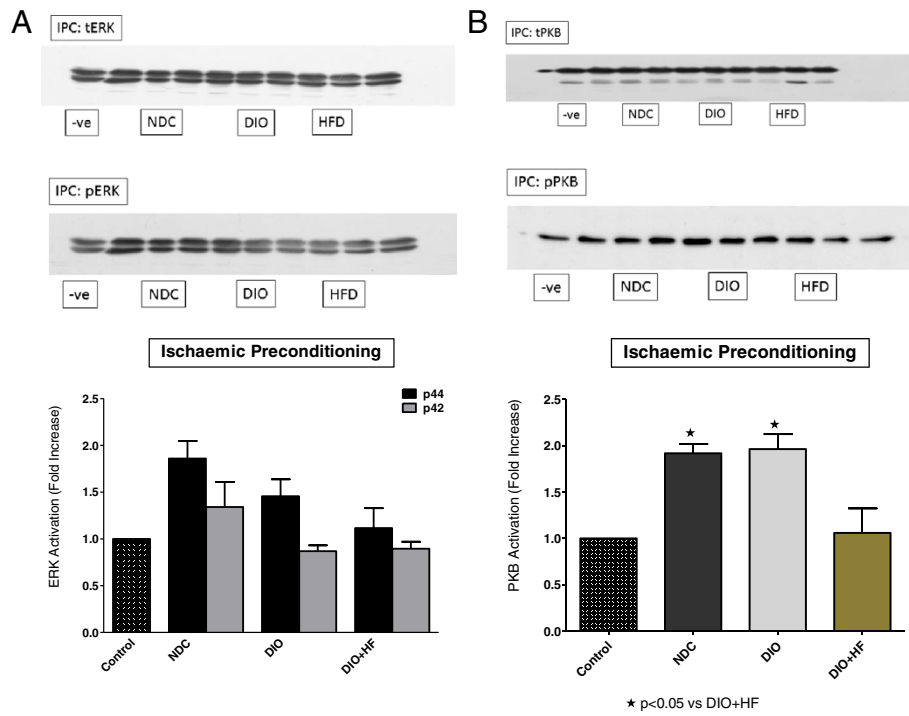 A
IPC: tERK
-ve NDC DIO HFD
IPC: pERK
-ve NDC DIO HFD
Ischaemic Preconditioning
p44
p42
ERK Activation (Fold Increase)
2.5
2.0
1.5
1.0
0.5
0.0
Control NDC DIO DIO+HF
B
IPC: tPKB
-ve NDC DIO HFD
IPC: pPKB
-ve NDC DIO HFD
Ischaemic Preconditioning
PKB Activation (Fold Increase)
2.5
2.0
1.5
1.0
0.5
0.0
★ ★
Control NDC DIO DIO+HF
★ p<0.05 vs DIO+HF